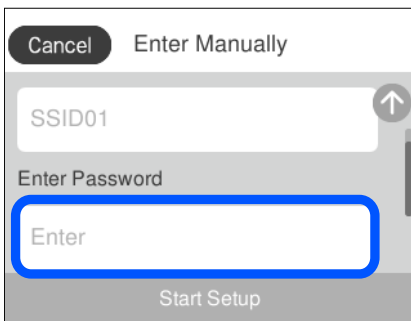 Cancel Enter Manually
SSID01
Enter Password
Enter
Start Setup